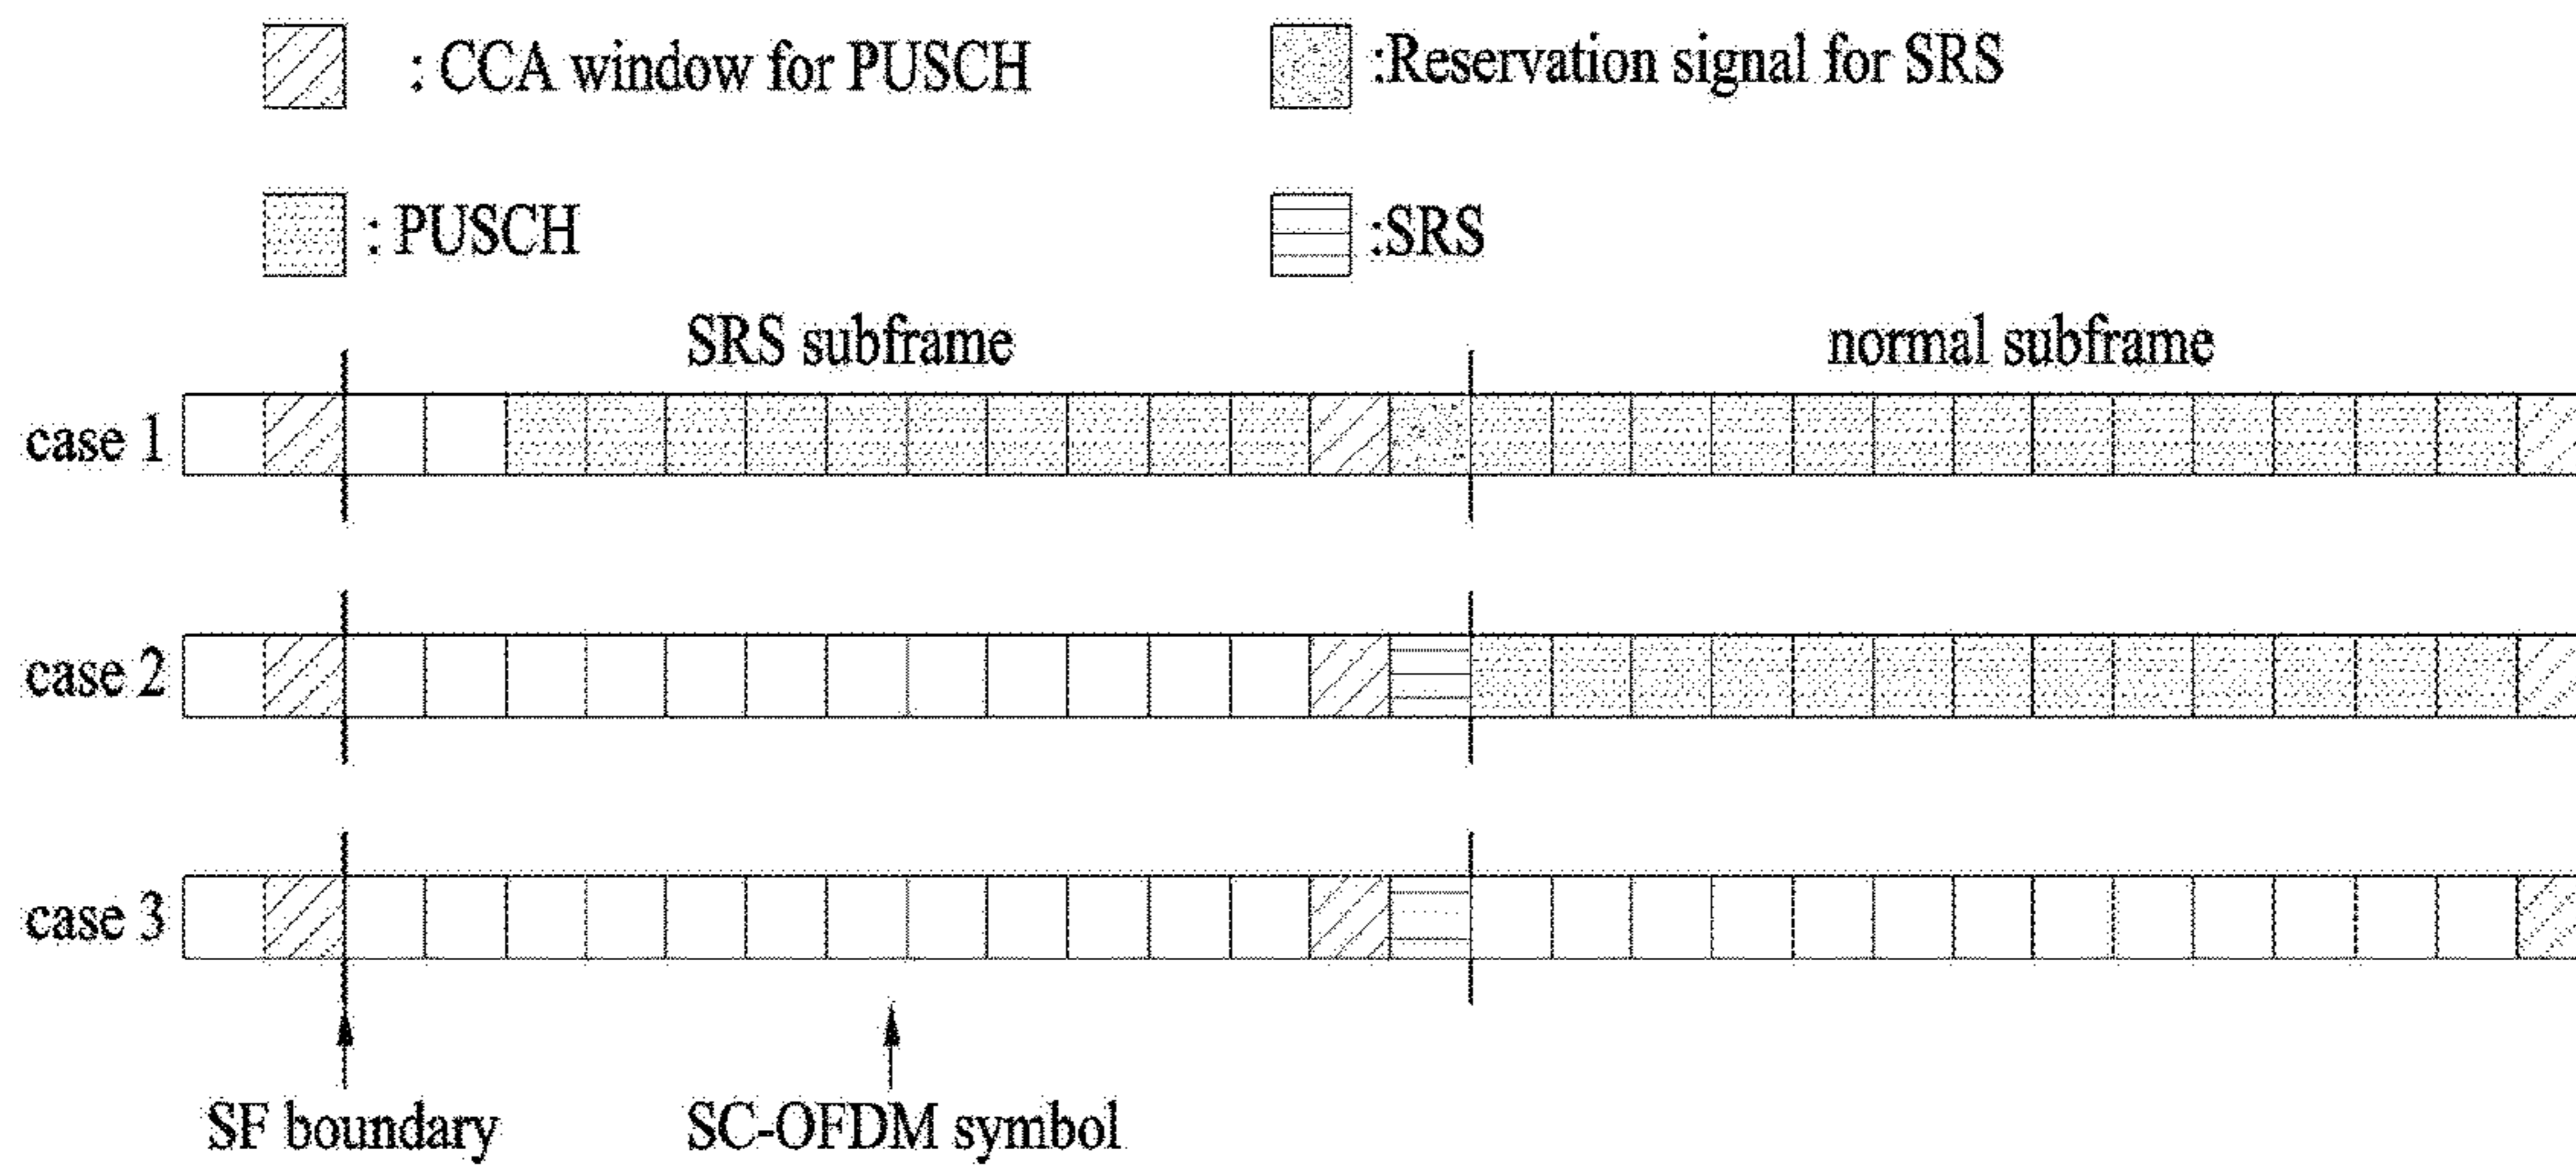 : CCA window for PUSCH
:Reservation signal for SRS
: PUSCH
:SRS
SRS subframe
normal subframe
case 1
case 2
case 3
SF boundary
SC-OFDM symbol